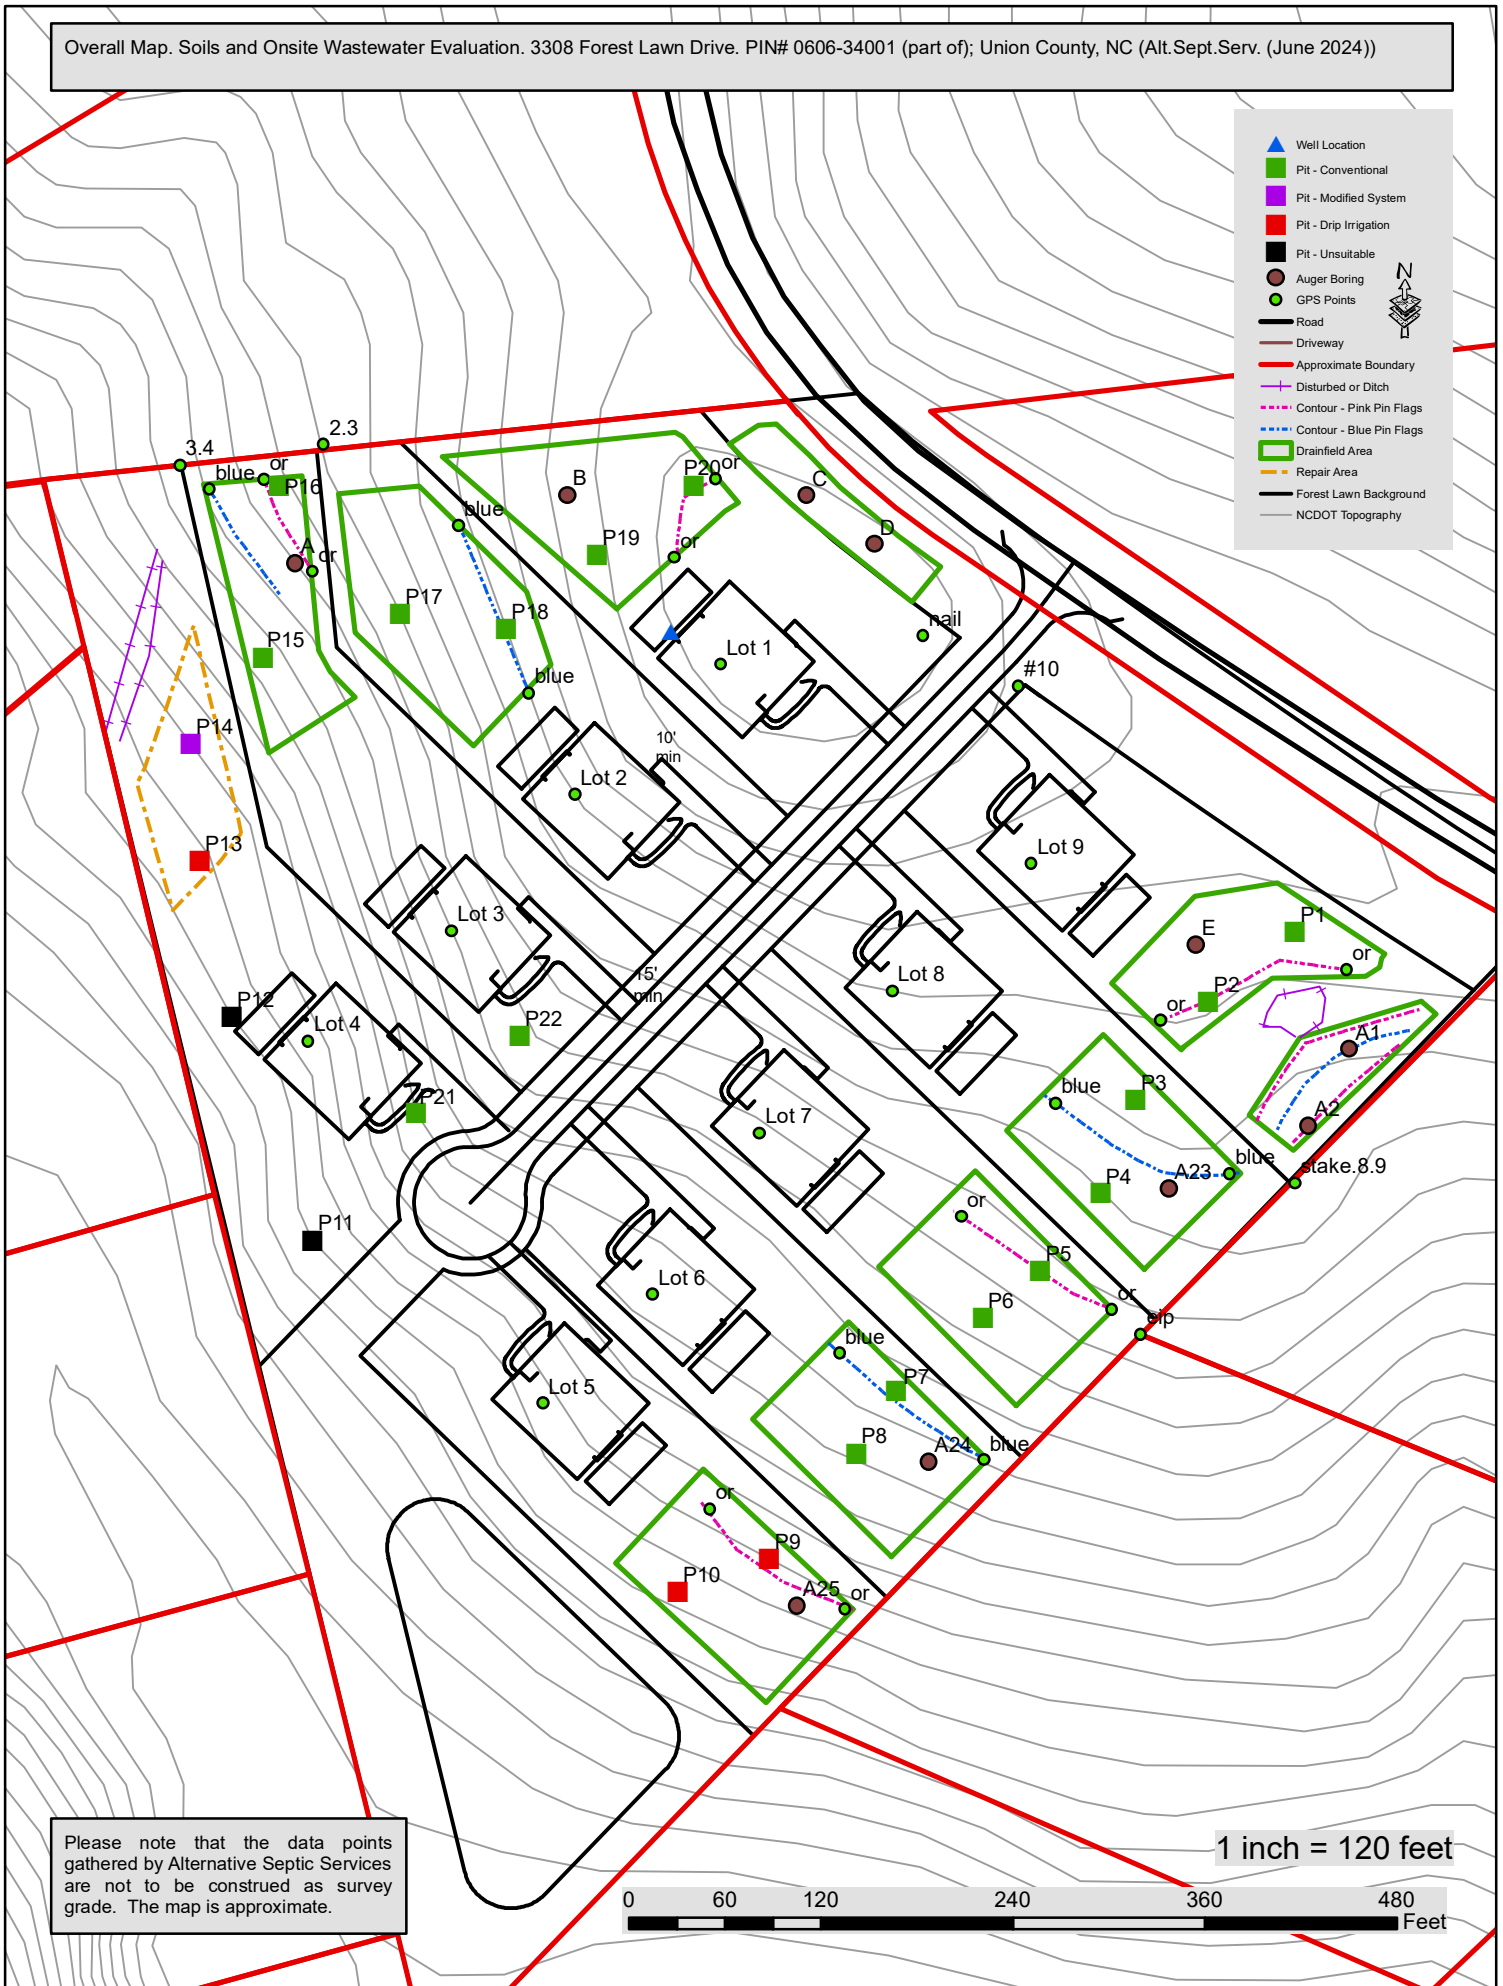 Overall Map. Soils and Onsite Wastewater Evaluation. 3308 Forest Lawn Drive. PIN# 0606-34001 (part of); Union County, NC (Alt.Sept.Serv. (June 2024))
Well Location
Pit - Conventional
Pit - Modified System
Pit - Drip Irrigation
Pit - Unsuitable
Auger Boring
GPS Points
N
Road
Driveway
Approximate Boundary
Disturbed or Ditch
Contour - Pink Pin Flags
Contour - Blue Pin Flags
Drainfield Area
Repair Area
Forest Lawn Background
NCDOT Topography
2.3
3.4
blue
or
P16
A
or
P15
P14
P13
P17
blue
P18
blue
B
P19
P20
or
or
C
D
nail
Lot 1
#10
10'
min
Lot 2
Lot 3
15'
min
P22
P12
Lot 4
P21
P11
Lot 9
Lot 8
Lot 7
Lot 6
Lot 5
E
P1
or
P2
or
A1
A2
stake.8.9
blue
P3
blue
A23
P4
or
P5
or
P6
eip
blue
P7
P8
A24
blue
or
P9
P10
A25
or
Please note that the data points
gathered by Alternative Septic Services
are not to be construed as survey
grade. The map is approximate.
1 inch = 120 feet
0 60 120 240 360 480
Feet